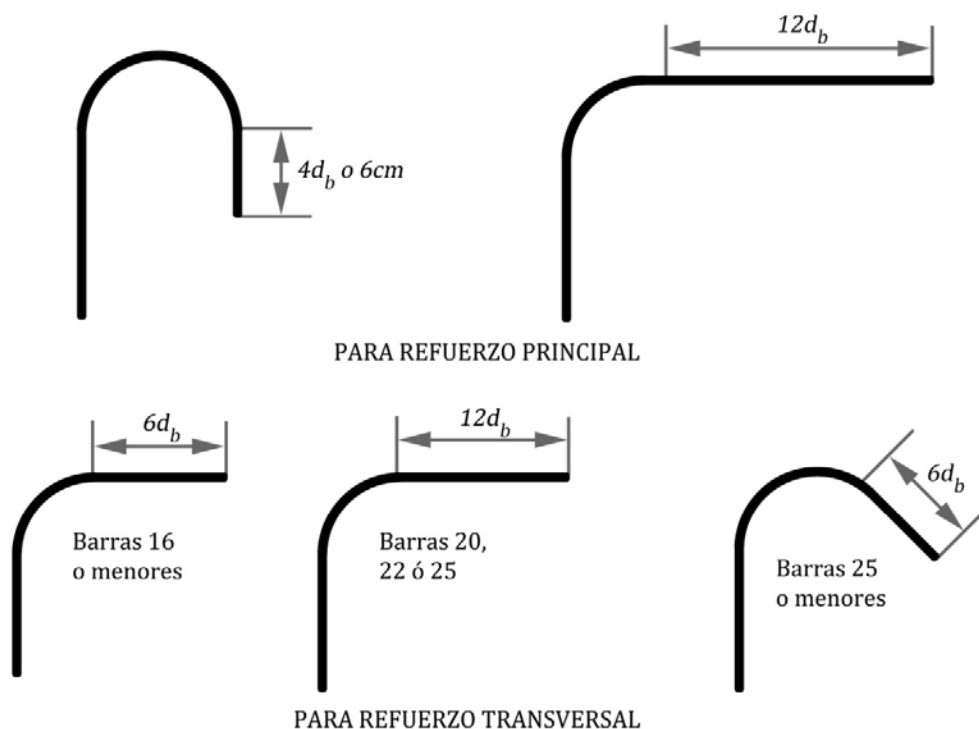 12d_b
4d_b o 6cm
PARA REFUERZO PRINCIPAL
6d_b
Barras 16
o menores
12d_b
Barras 20,
22 ó 25
6d_b
Barras 25
o menores
PARA REFUERZO TRANSVERSAL